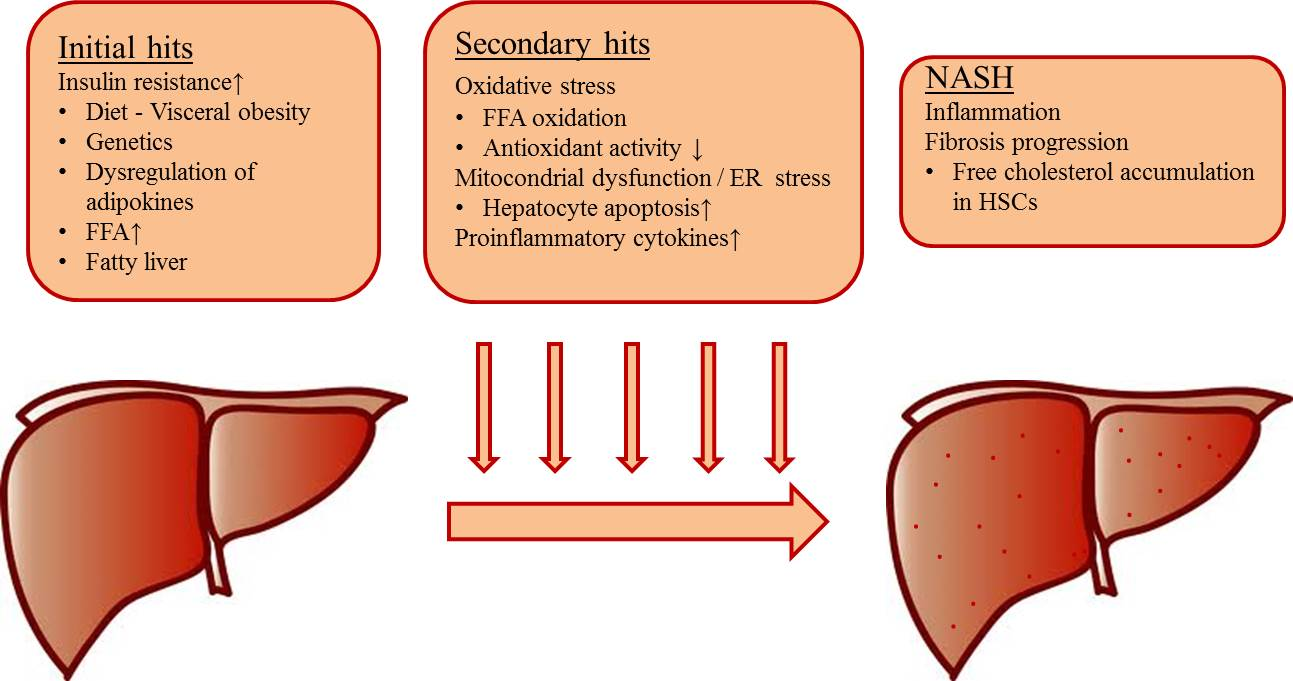 Initial hits
Insulin resistance↑
• Diet - Visceral obesity
• Genetics
• Dysregulation of
adipokines
• FFA↑
• Fatty liver
Secondary hits
Oxidative stress
• FFA oxidation
• Antioxidant activity ↓
Mitocondrial dysfunction / ER stress
• Hepatocyte apoptosis↑
Proinflammatory cytokines↑
NASH
Inflammation
Fibrosis progression
• Free cholesterol accumulation
in HSCs